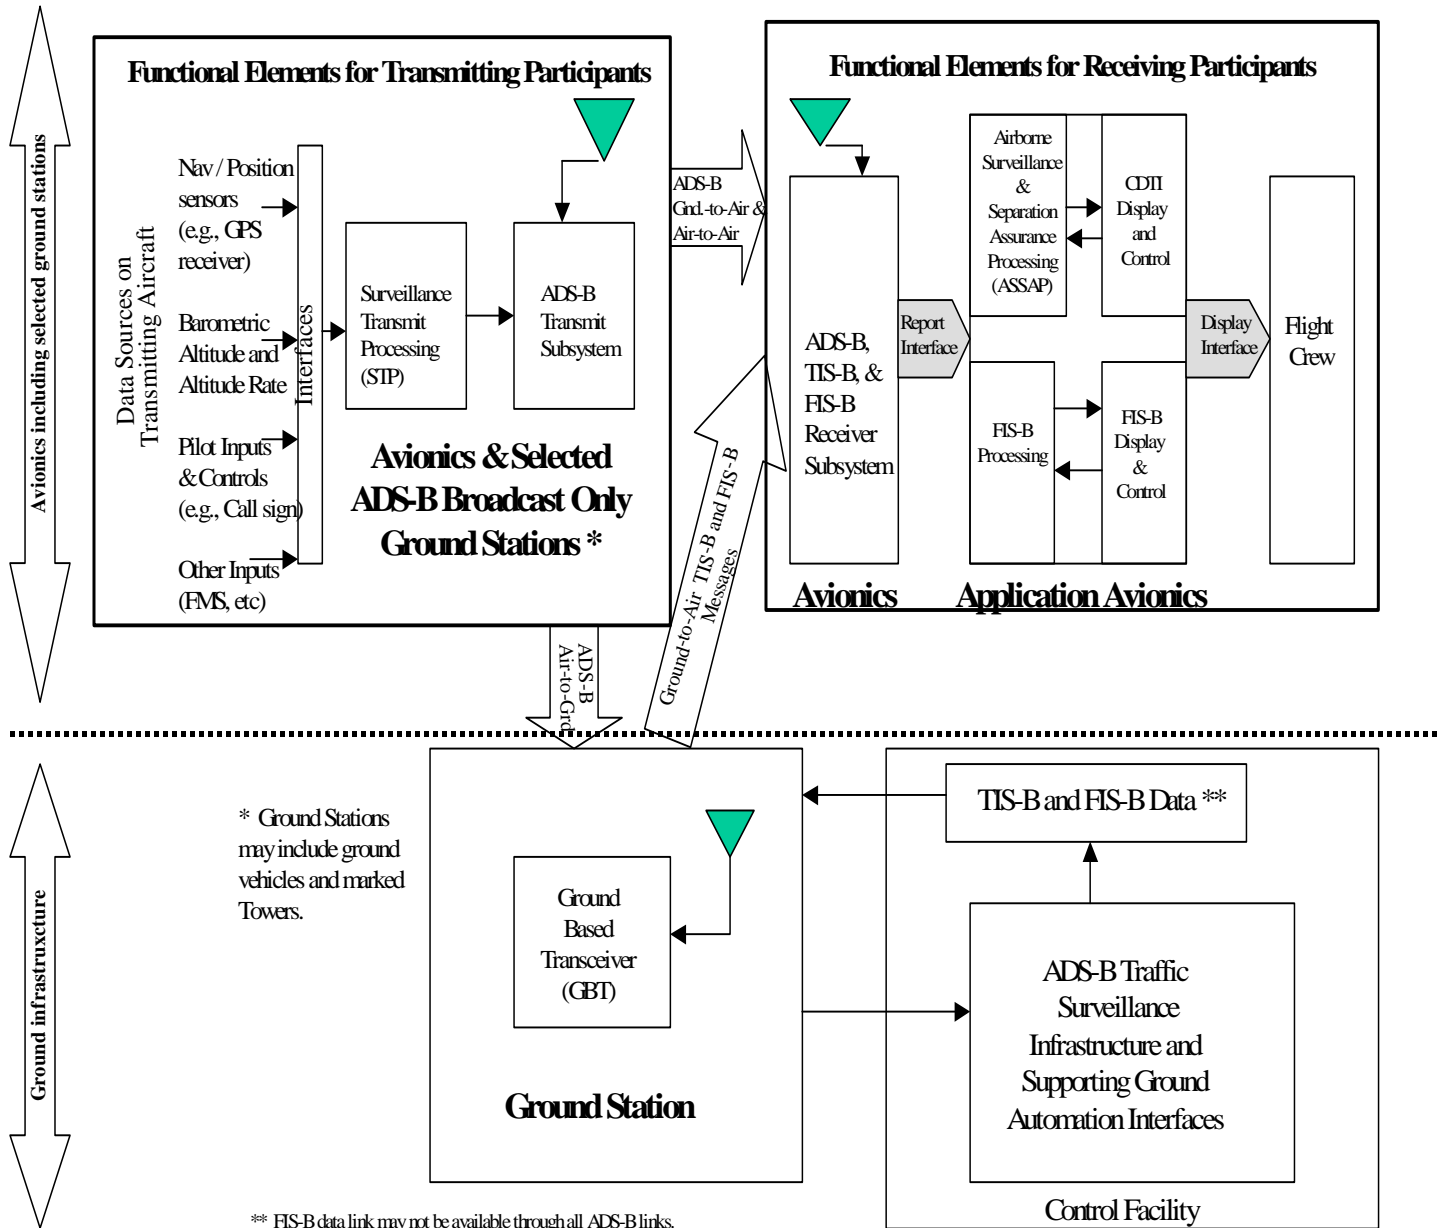 Avionics including selected ground stations
Functional Elements for Transmitting Participants
Data Sources on
Transmitting Aircraft
Nav / Position
sensors
(e.g., GPS
receiver)
Barometric
Altitude and
Altitude Rate
Pilot Inputs
& Controls
(e.g., Call sign)
Other Inputs
(FMS, etc)
Interfaces
Surveillance
Transmit
Processing
(STP)
ADS-B
Transmit
Subsystem
Avionics & Selected
ADS-B Broadcast Only
Ground Stations *
ADS-B
Gnd.-to-Air &
Air-to-Air
Functional Elements for Receiving Participants
ADS-B,
TIS-B, &
FIS-B
Receiver
Subsystem
Report
Interface
Airborne
Surveillance
&
Separation
Assurance
Processing
(ASSAP)
CDTI
Display
and
Control
FIS-B
Processing
FIS-B
Display
&
Control
Display
Interface
Flight
Crew
Avionics
Application Avionics
ADS-B
Air-to-Grd
Ground-to-Air TIS-B and FIS-B
Messages
Ground infrastruxcture
* Ground Stations
may include ground
vehicles and marked
Towers.
Ground
Based
Transceiver
(GBT)
Ground Station
TIS-B and FIS-B Data **
ADS-B Traffic
Surveillance
Infrastructure and
Supporting Ground
Automation Interfaces
Control Facility
** FIS-B data link may not be available through all ADS-B links.